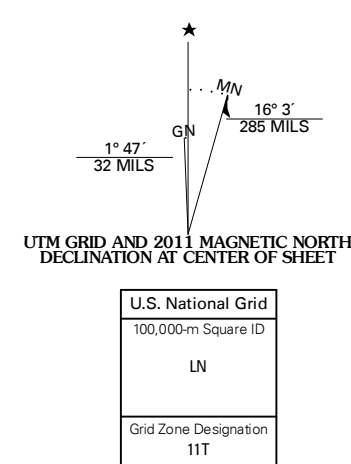 MN
GN
16° 3´
285 MILS
1° 47´
32 MILS
UTM GRID AND 2011 MAGNETIC NORTH
DECLINATION AT CENTER OF SHEET
U.S. National Grid
100,000-m Square ID
LN
Grid Zone Designation
11T